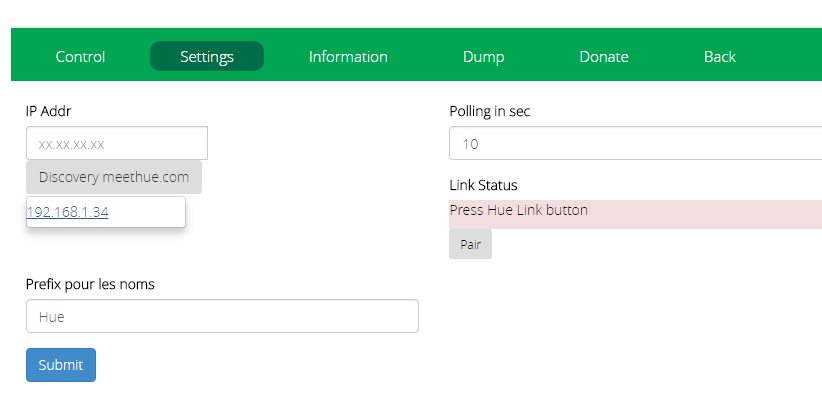 Control Settings Information Dump Donate Back
IP Addr
xx.xx.xx.xx
Discovery meethue.com
192.168.1.34
Polling in sec
10
Link Status
Press Hue Link button
Pair
Prefix pour les noms
Hue
Submit